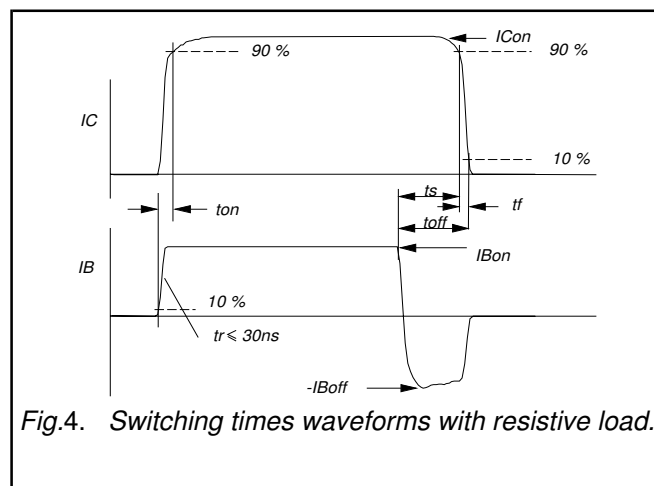 ICon
90 %
90 %
IC
10 %
ts
ton
tf
toff
IB
IBon
10 %
tr ≤ 30ns
-IBoff
Fig.4. Switching times waveforms with resistive load.